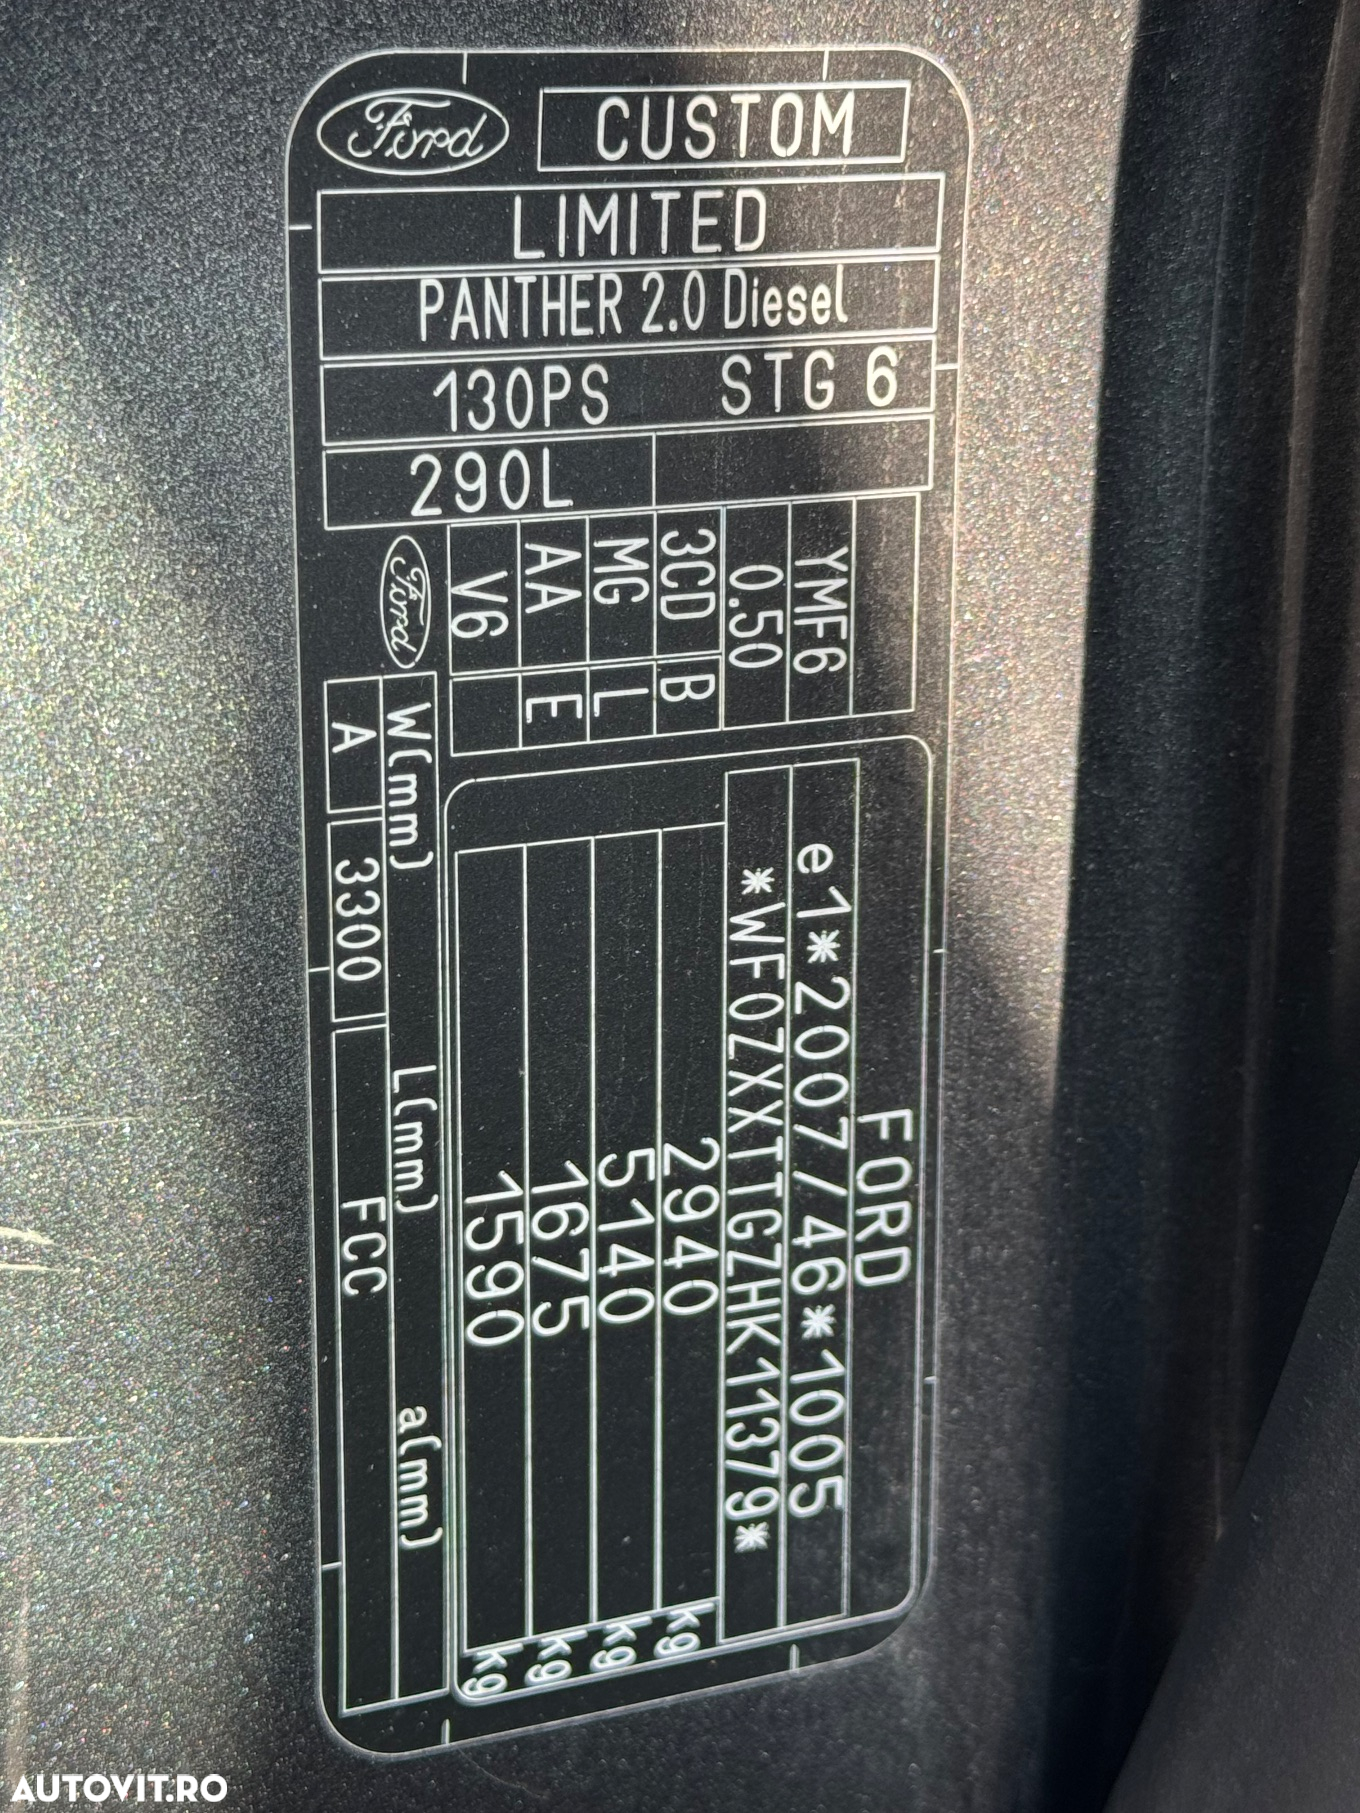 Ford CUSTOM
LIMITED
PANTHER 2.0 Diesel
130PS STG 6
290L
YMF6
0.50
3CD B
MG L
AA E
V6
Ford
W(mm) L(mm) a(mm)
A 3300 FCC
FORD
e1*2007/46*1005
*WF0ZXXTTGZHK11379*
2940 kg
5140 kg
1675 kg
1590 kg
AUTOVIT.RO